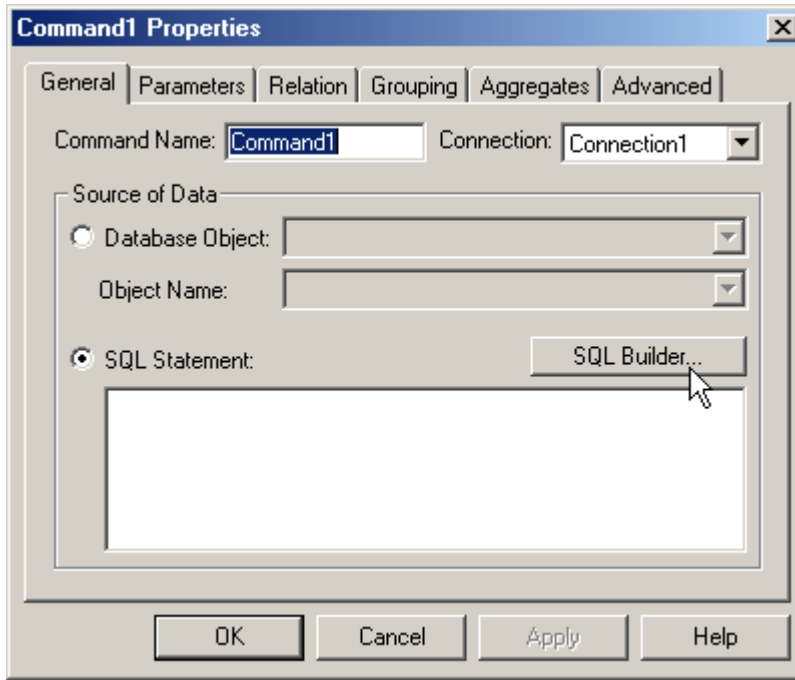 Command1 Properties
General Parameters Relation Grouping Aggregates Advanced
Command Name: Command1 Connection: Connection1
Source of Data
Database Object:
Object Name:
SQL Statement: SQL Builder...
OK Cancel Apply Help